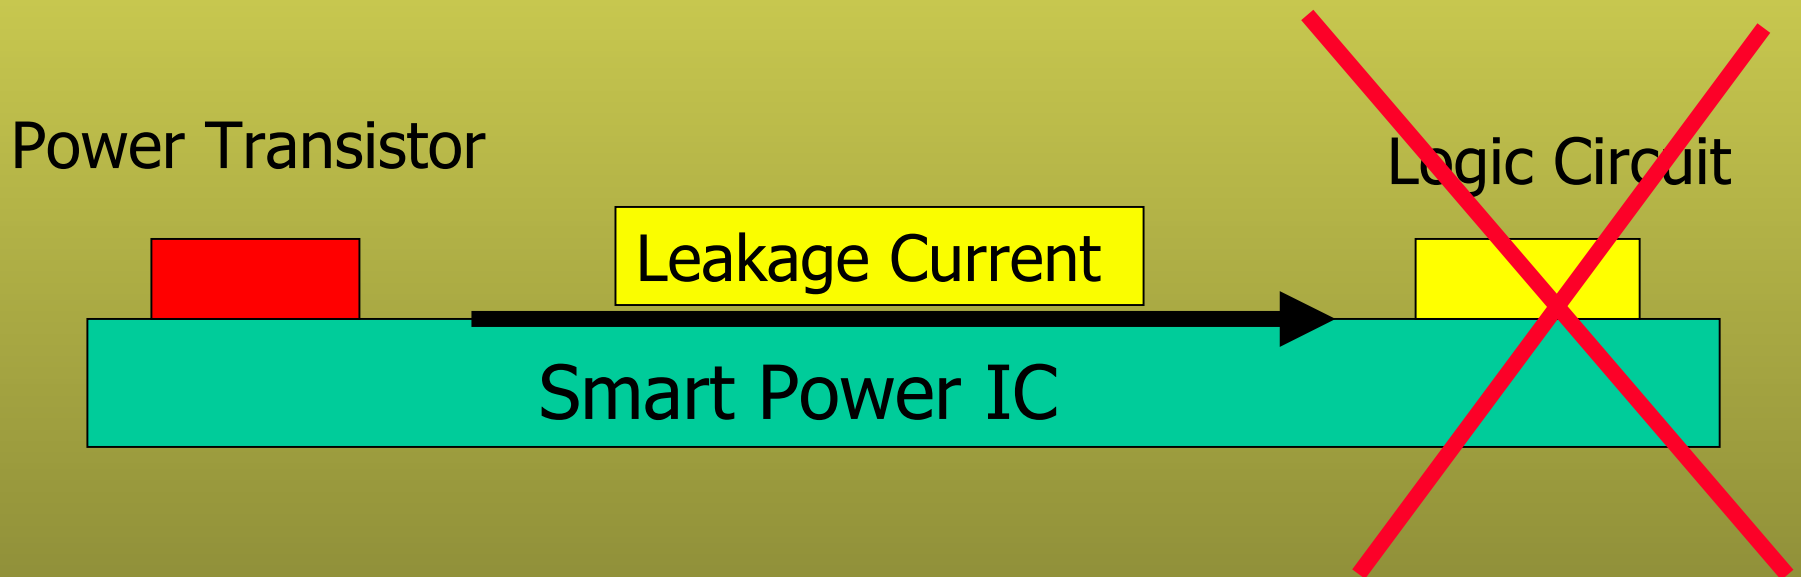 Power Transistor
Logic Circuit
Leakage Current
Smart Power IC